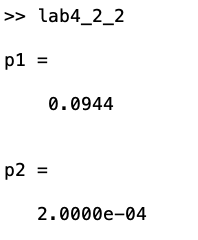 >> lab4_2_2
p1 =
0.0944
p2 =
2.0000e-04